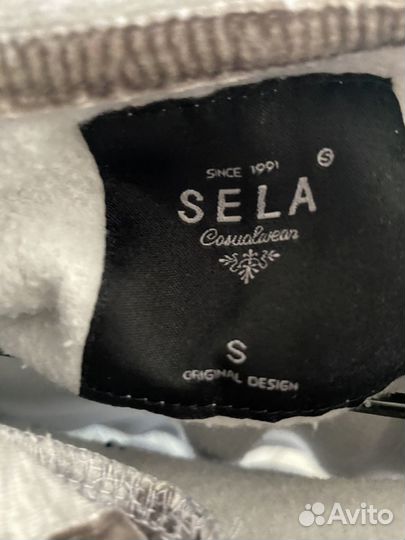 SINCE 1991
S
SELA
Casualwear
S
ORIGINAL DESIGN
Avito